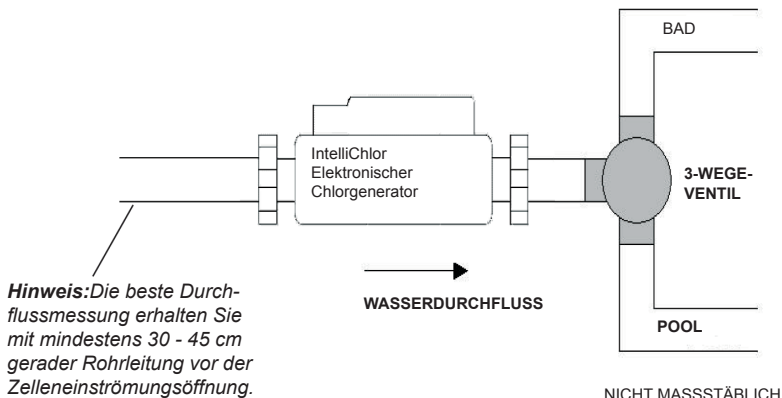 BAD
IntelliChlor
Elektronischer
Chlorgenerator
3-WEGE-
VENTIL
WASSERDURCHFLUSS
Hinweis:Die beste Durch-
flussmessung erhalten Sie
mit mindestens 30 - 45 cm
gerader Rohrleitung vor der
Zelleneinströmungsöffnung.
POOL
NICHT MASSSTÄBLICH